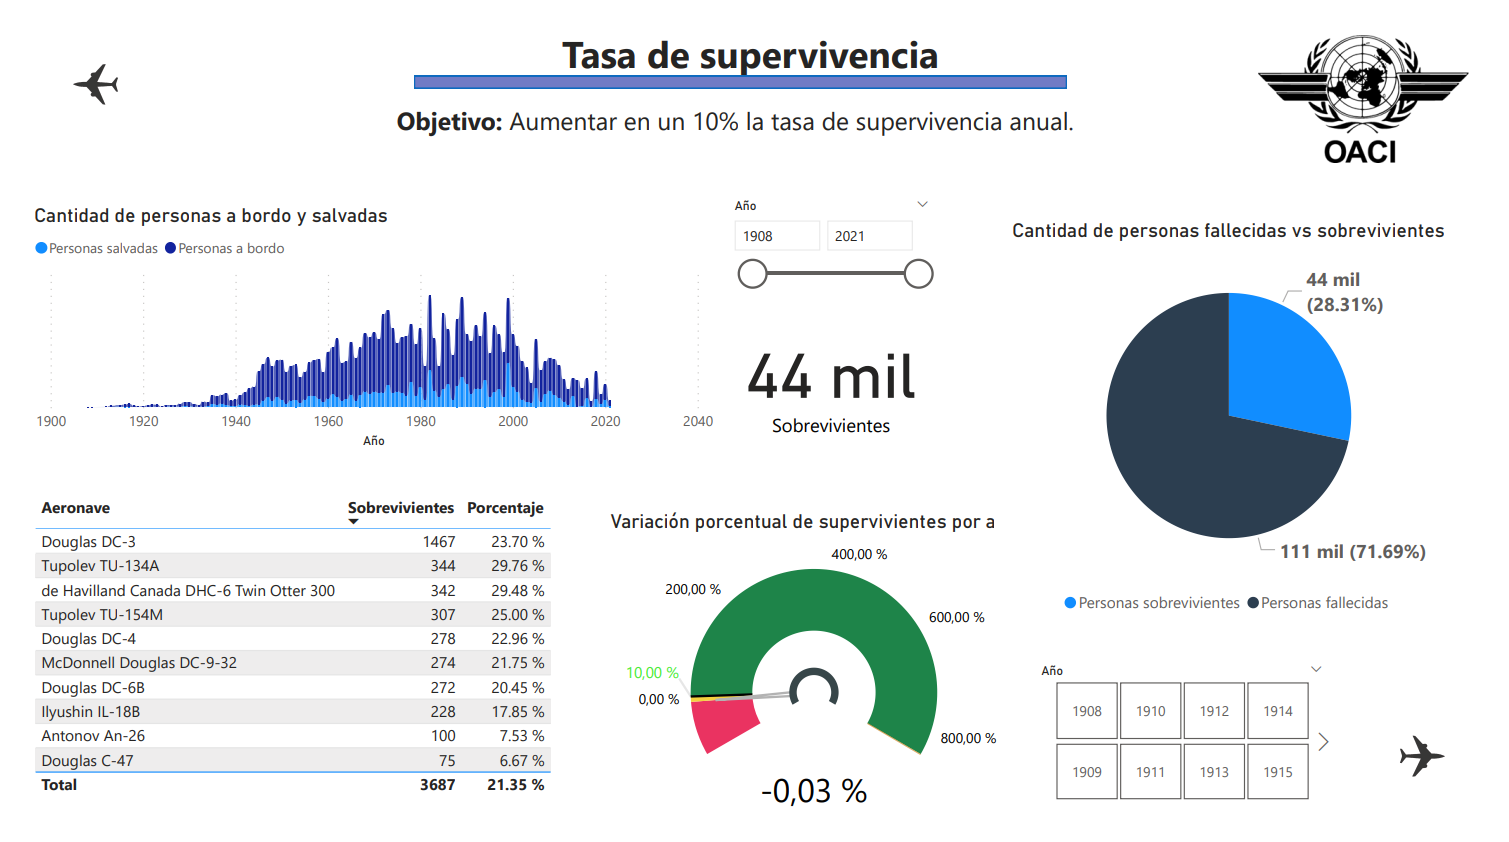 Tasa de supervivencia
Objetivo: Aumentar en un 10% la tasa de supervivencia anual.
OACI
Cantidad de personas a bordo y salvadas
Personas salvadas Personas a bordo
1900 1920 1940 1960 1980 2000 2020 2040
Año
Año
1908 2021
44 mil
Sobrevivientes
Cantidad de personas fallecidas vs sobrevivientes
44 mil
(28.31%)
111 mil (71.69%)
Personas sobrevivientes Personas fallecidas
Aeronave Sobrevivientes Porcentaje
Douglas DC-3 1467 23.70 %
Tupolev TU-134A 344 29.76 %
de Havilland Canada DHC-6 Twin Otter 300 342 29.48 %
Tupolev TU-154M 307 25.00 %
Douglas DC-4 278 22.96 %
McDonnell Douglas DC-9-32 274 21.75 %
Douglas DC-6B 272 20.45 %
Ilyushin IL-18B 228 17.85 %
Antonov An-26 100 7.53 %
Douglas C-47 75 6.67 %
Total 3687 21.35 %
Variación porcentual de supervivientes por a
400,00 %
200,00 %
600,00 %
10,00 %
0,00 %
800,00 %
-0,03 %
Año
1908 1910 1912 1914
1909 1911 1913 1915